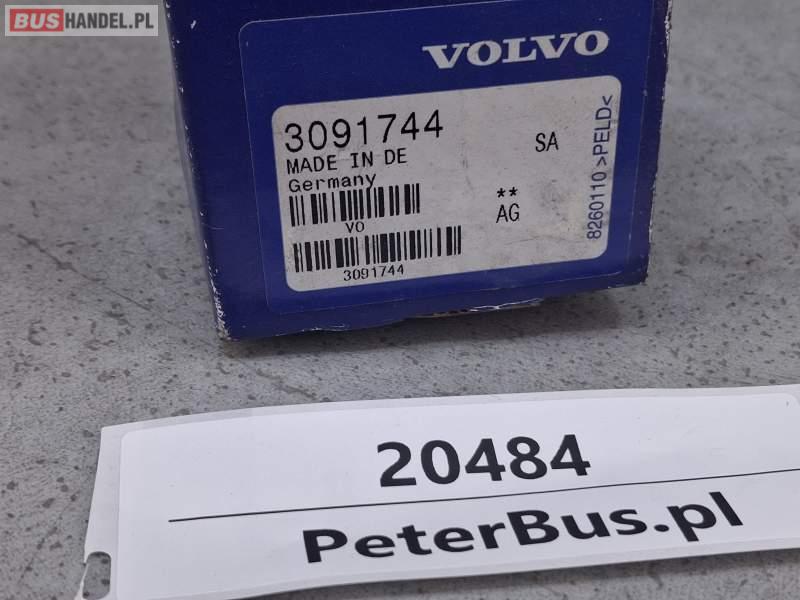 BUSHANDEL.PL
VOLVO
3091744
SA
MADE IN DE
Germany
**
VO
AG
3091744
8260110 >PELD<
20484
PeterBus.pl